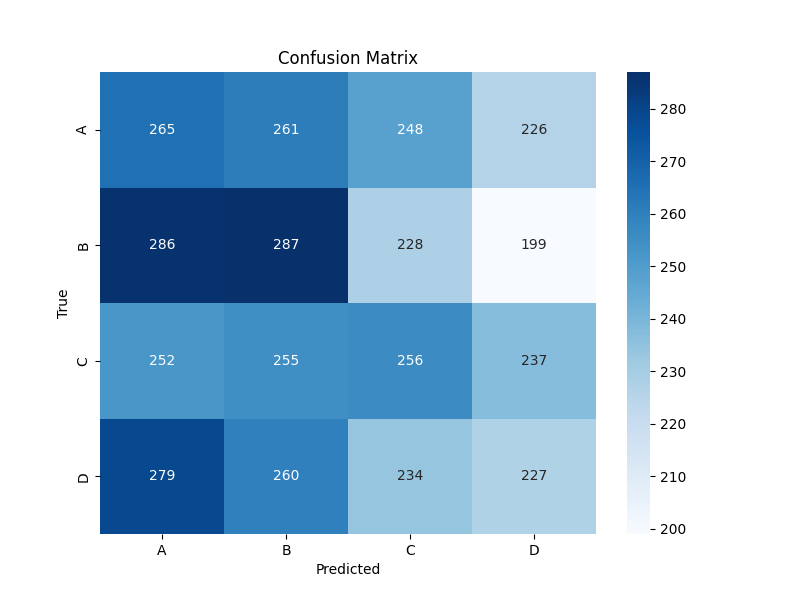 Confusion Matrix
True
A 265 261 248 226
B 286 287 228 199
C 252 255 256 237
D 279 260 234 227
A B C D
Predicted
280
270
260
250
240
230
220
210
200